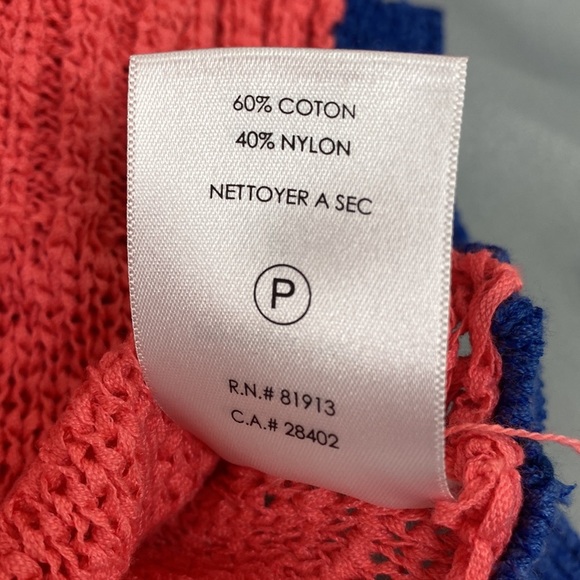 60% COTON
40% NYLON
NETTOYER A SEC
P
R.N.# 81913
C.A.# 28402